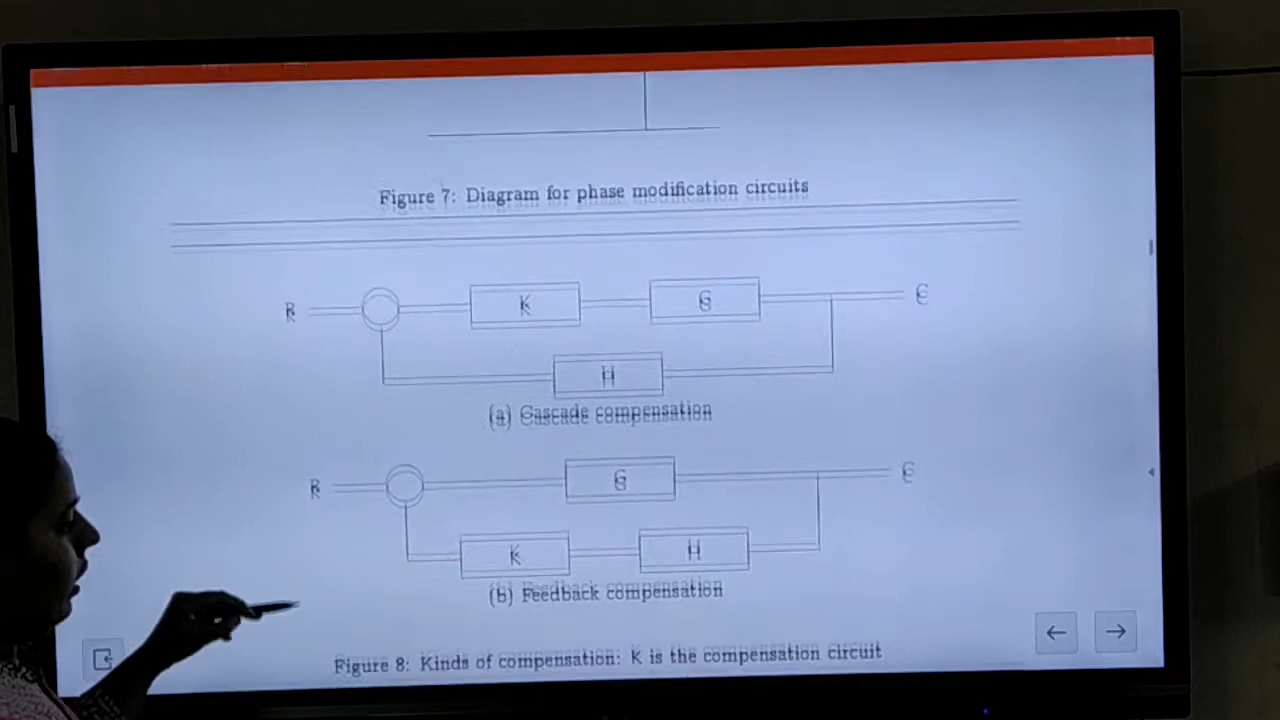 Figure 7: Diagram for phase modification circuits
R K G C
H
(a) Cascade compensation
R G C
K H
(b) Feedback compensation
Figure 8: Kinds of compensation: K is the compensation circuit